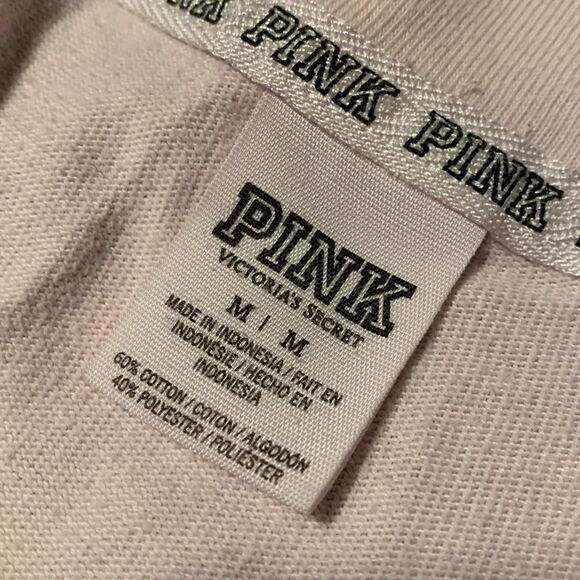 PINK PINK
PINK
VICTORIA'S SECRET
M | M
MADE IN INDONESIA / FAIT EN
INDONÉSIE / HECHO EN
INDONESIA
60% COTTON / COTON / ALGODÓN
40% POLYESTER / POLIÉSTER